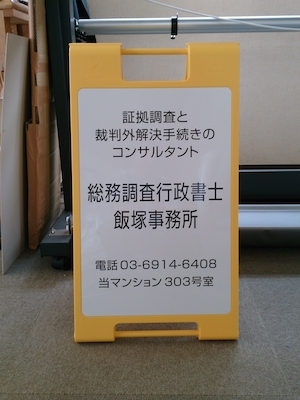 証拠調査と
裁判外解決手続きの
コンサルタント
総務調査行政書士
飯塚事務所
電話 03-6914-6408
当マンション 303号室